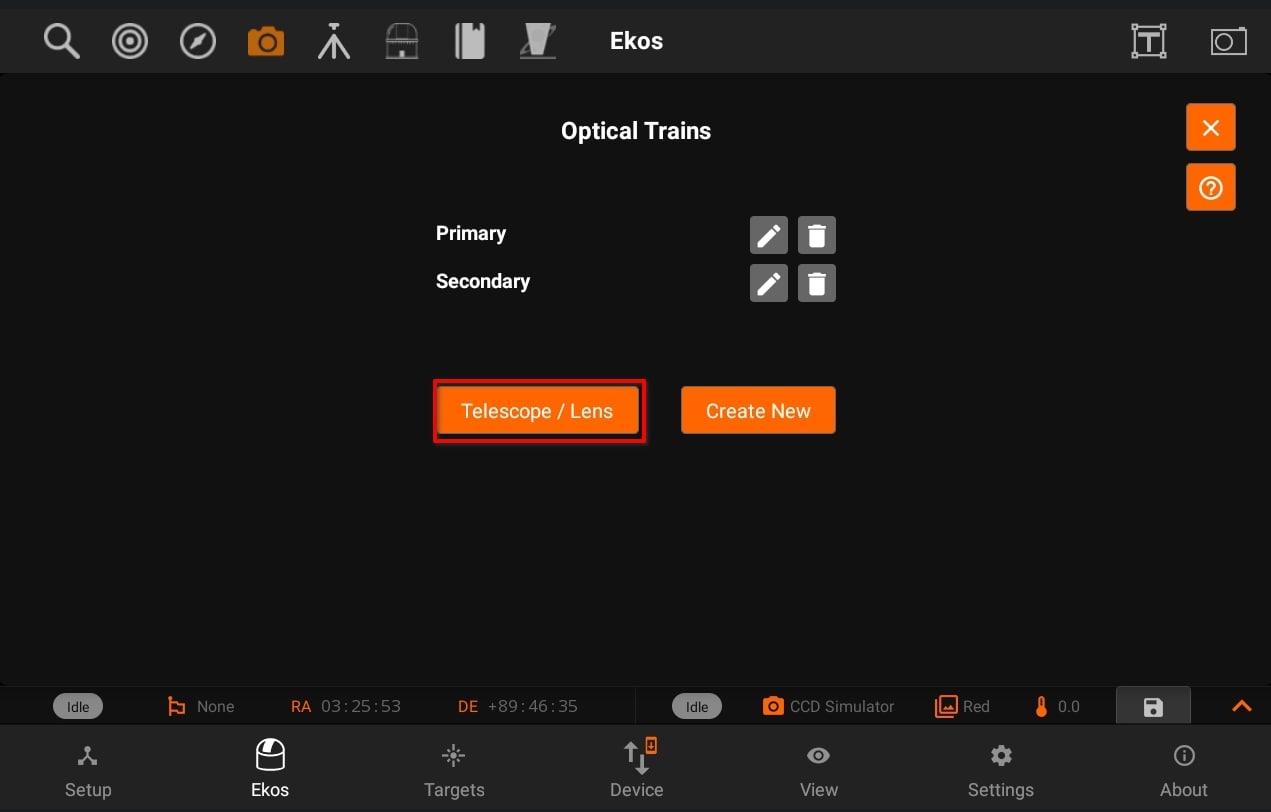 Ekos
Optical Trains
Primary
Secondary
Telescope / Lens
Create New
Idle
None
RA 03:25:53
DE +89:46:35
Idle
CCD Simulator
Red
0.0
Setup
Ekos
Targets
Device
View
Settings
About